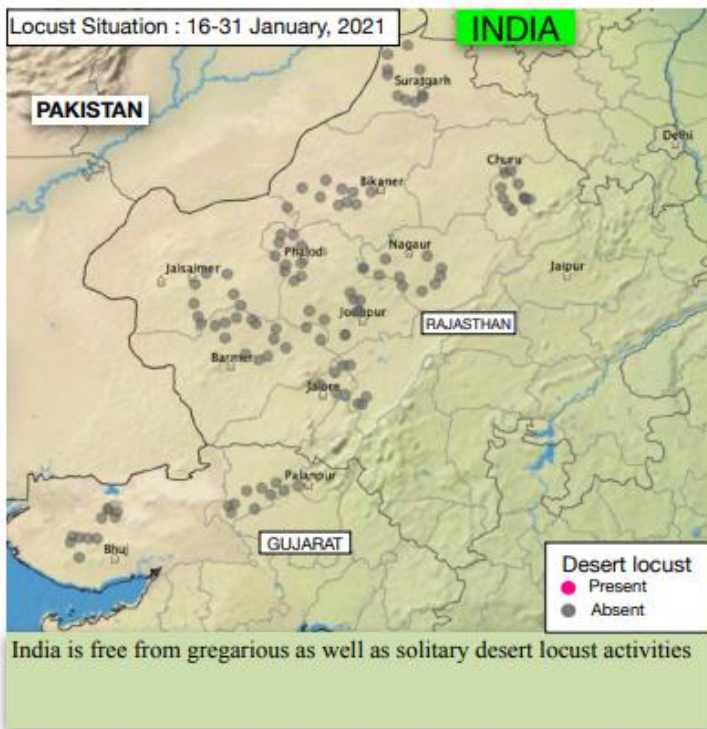 Locust Situation : 16-31 January, 2021
INDIA
PAKISTAN
Suratgarh
Delhi
Churu
Bikaner
Nagaur
Phalodi
Jaisalmer
Jaipur
Jodhpur
RAJASTHAN
Barmer
Jalore
Palanpur
GUJARAT
Bhuj
Desert locust
Present
Absent
India is free from gregarious as well as solitary desert locust activities